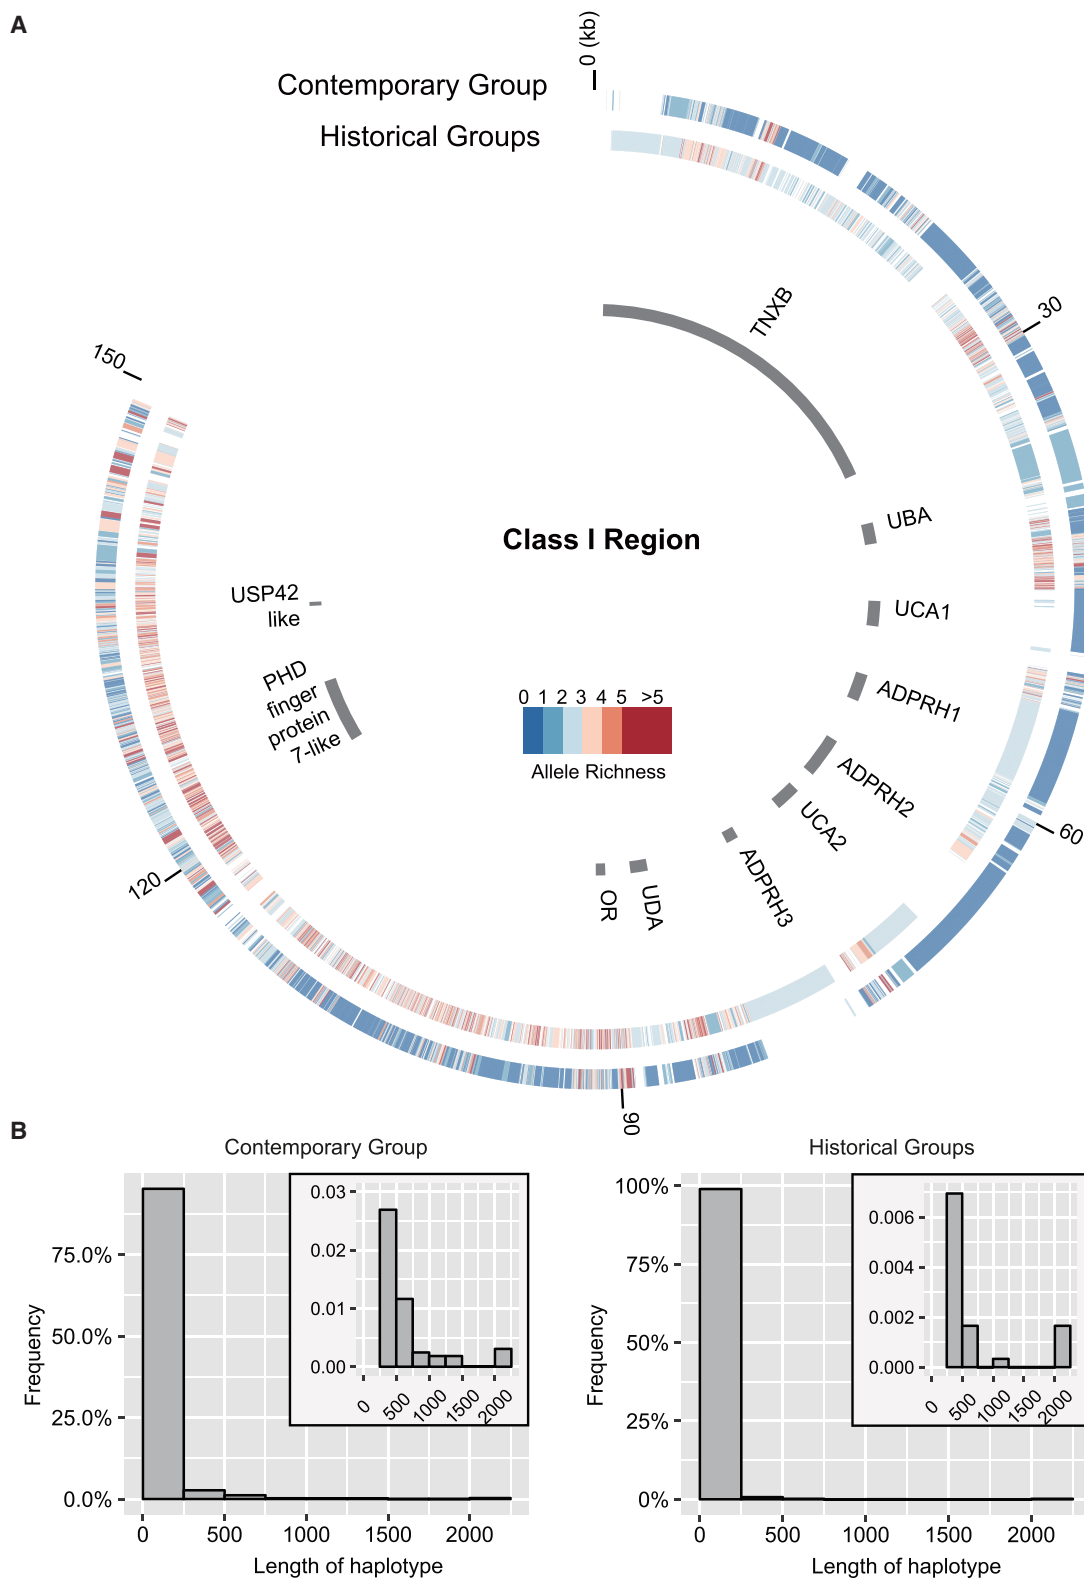 A
0 (kb)
Contemporary Group
Historical Groups
TNXB
30
150
UBA
Class I Region
USP42
like
UCA1
PHD
finger
protein
7-like
ADPRH1
0 1 2 3 4 5 >5
Allele Richness
ADPRH2
UCA2
60
ADPRH3
120
UDA
OR
90
B
Contemporary Group
Frequency
75.0%
50.0%
25.0%
0.0%
0 500 1000 1500 2000
Length of haplotype
0.03
0.02
0.01
0.00
0 500 1000 1500 2000
Historical Groups
Frequency
100%
75%
50%
25%
0%
0 500 1000 1500 2000
Length of haplotype
0.006
0.004
0.002
0.000
0 500 1000 1500 2000